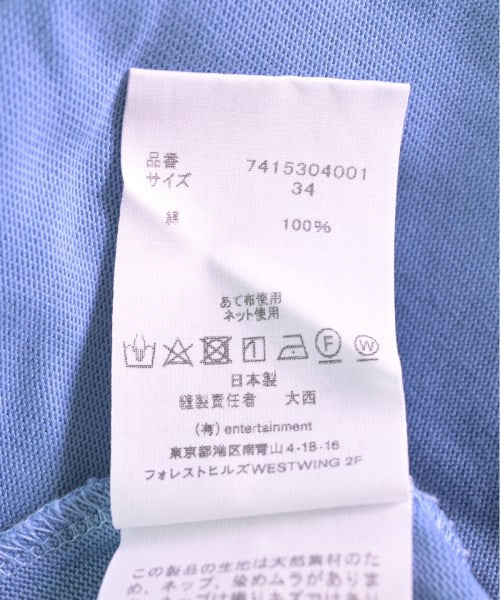 品番 7415304001
サイズ 34
綿 100%
あて布使用
ネット使用
F W
日本製
縫製責任者 大西
(有) entertainment
東京都港区南青山4-18-16
フォレストヒルズWESTWING 2F
この製品の生地は天然素材のた
め、ネップ、染めムラがありま